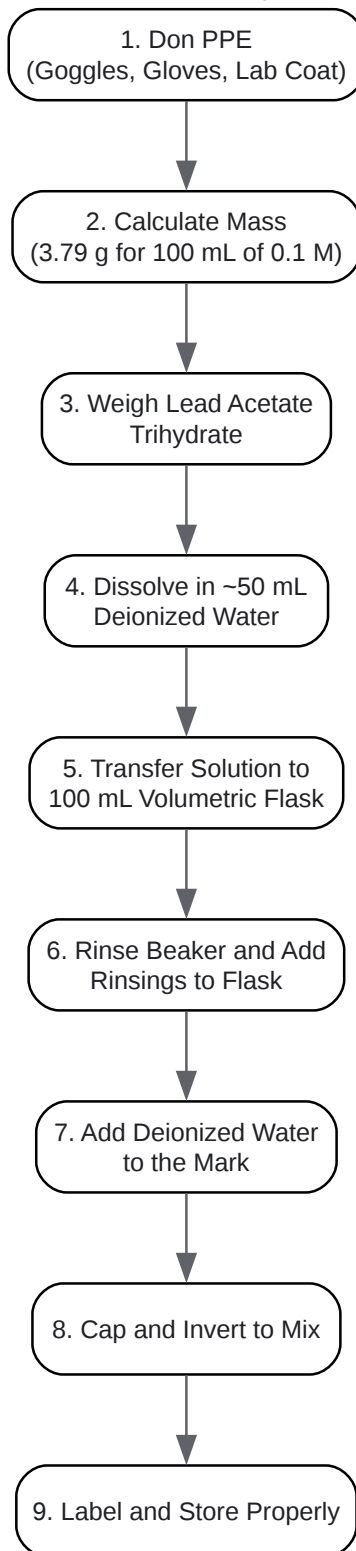 1. Don PPE
(Goggles, Gloves, Lab Coat)
2. Calculate Mass
(3.79 g for 100 mL of 0.1 M)
3. Weigh Lead Acetate
Trihydrate
4. Dissolve in ~50 mL
Deionized Water
5. Transfer Solution to
100 mL Volumetric Flask
6. Rinse Beaker and Add
Rinsings to Flask
7. Add Deionized Water
to the Mark
8. Cap and Invert to Mix
9. Label and Store Properly